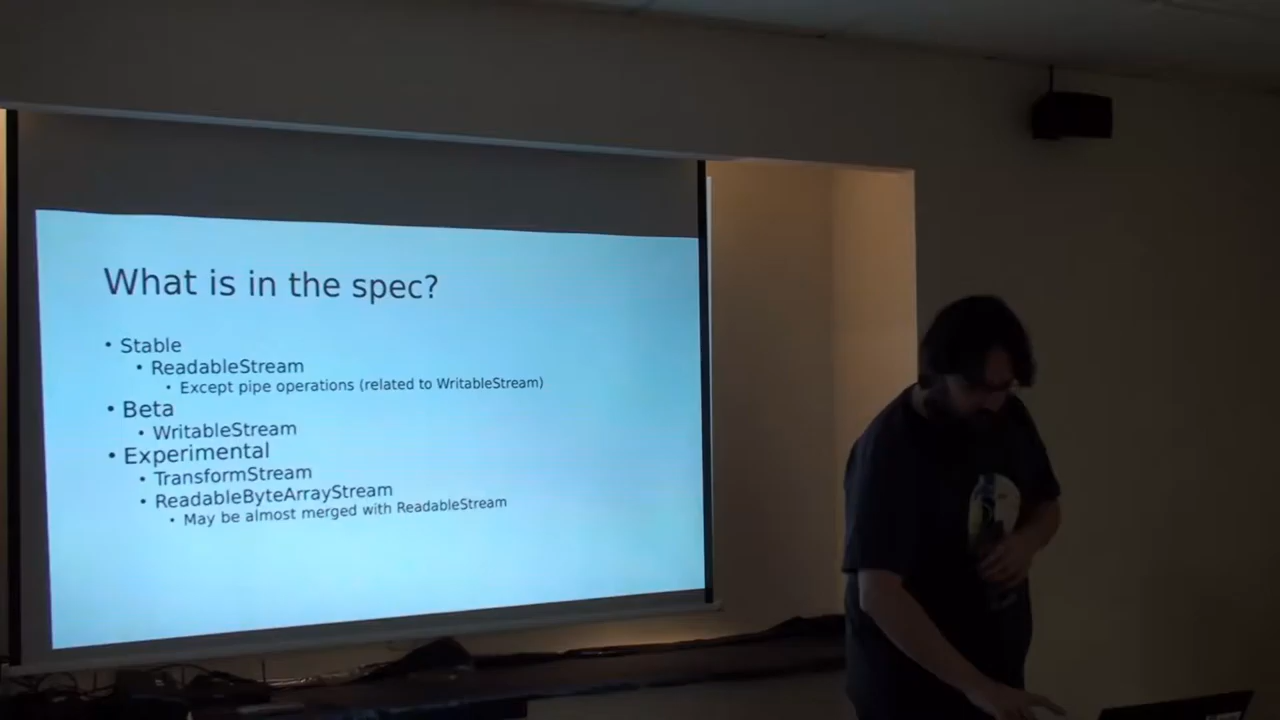 What is in the spec?
• Stable
• ReadableStream
• Except pipe operations (related to WritableStream)
• Beta
• WritableStream
• Experimental
• TransformStream
• ReadableByteArrayStream
• May be almost merged with ReadableStream